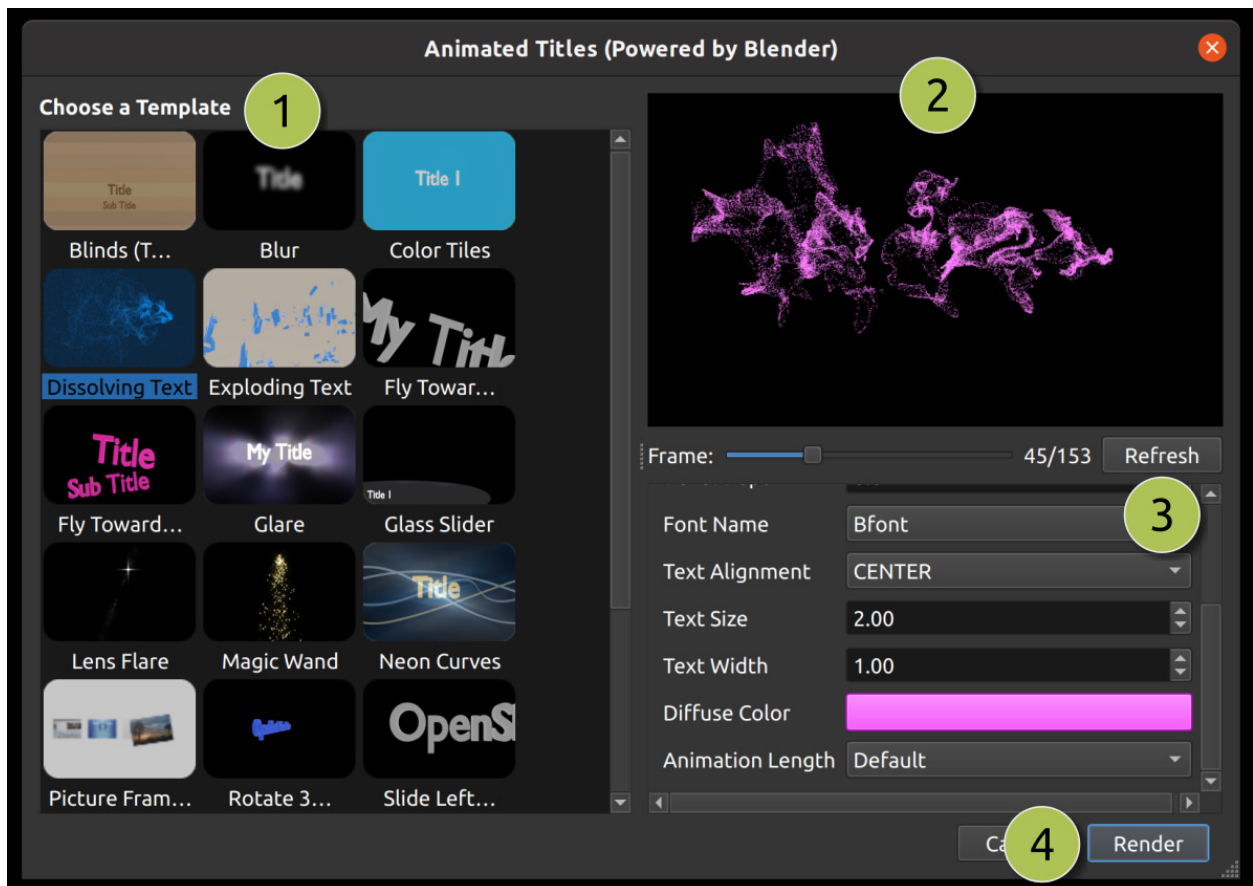 Animated Titles (Powered by Blender)
Choose a Template
1
2
Title
Sub Title
Title
Title 1
Blinds (T...
Blur
Color Tiles
My Title
Dissolving Text
Exploding Text
Fly Towar...
Title
Sub Title
My Title
Title 1
Fly Toward...
Glare
Glass Slider
Title
Lens Flare
Magic Wand
Neon Curves
OpenS
Picture Fram...
Rotate 3...
Slide Left...
Frame:
45/153
Refresh
3
Font Name
Bfont
Text Alignment
CENTER
Text Size
2.00
Text Width
1.00
Diffuse Color
Animation Length
Default
Ca
4
Render